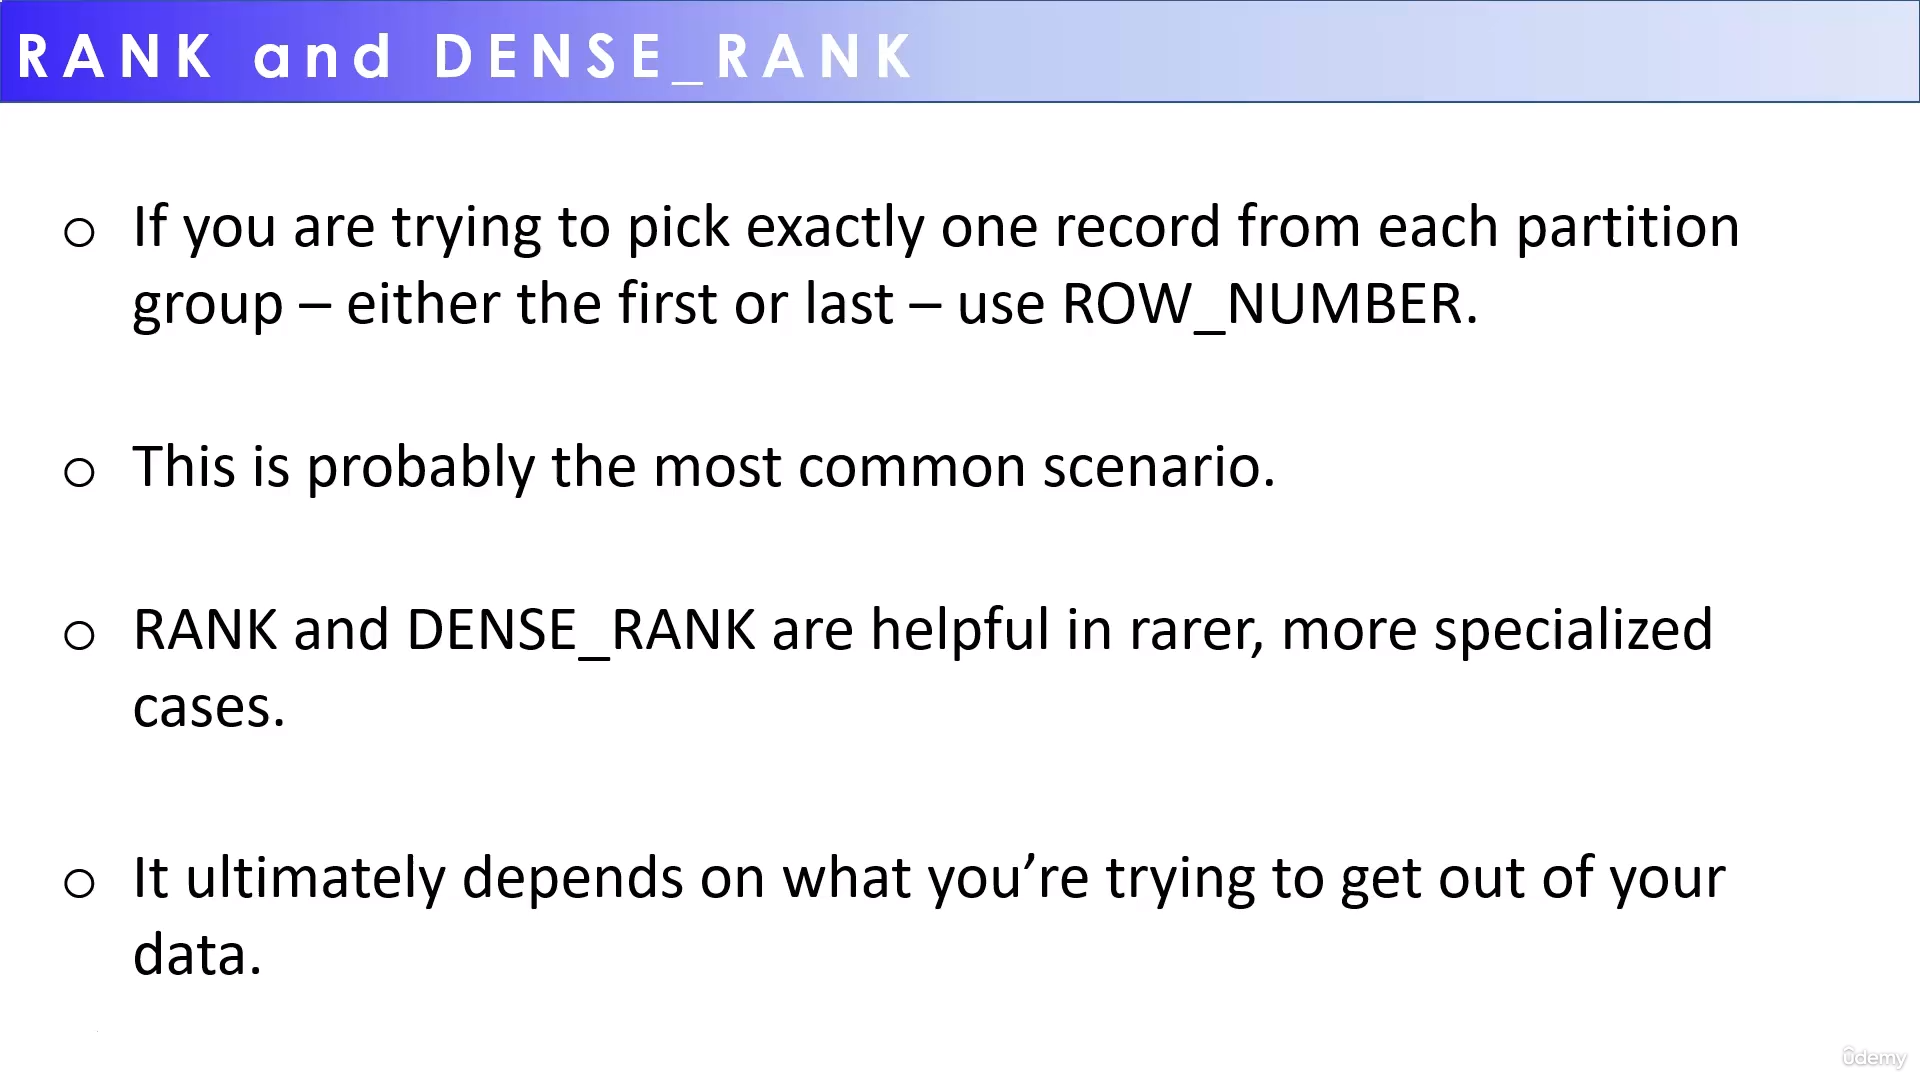 RANK and DENSE_RANK
o If you are trying to pick exactly one record from each partition
group – either the first or last – use ROW_NUMBER.
o This is probably the most common scenario.
o RANK and DENSE_RANK are helpful in rarer, more specialized
cases.
o It ultimately depends on what you’re trying to get out of your
data.
ûdemy